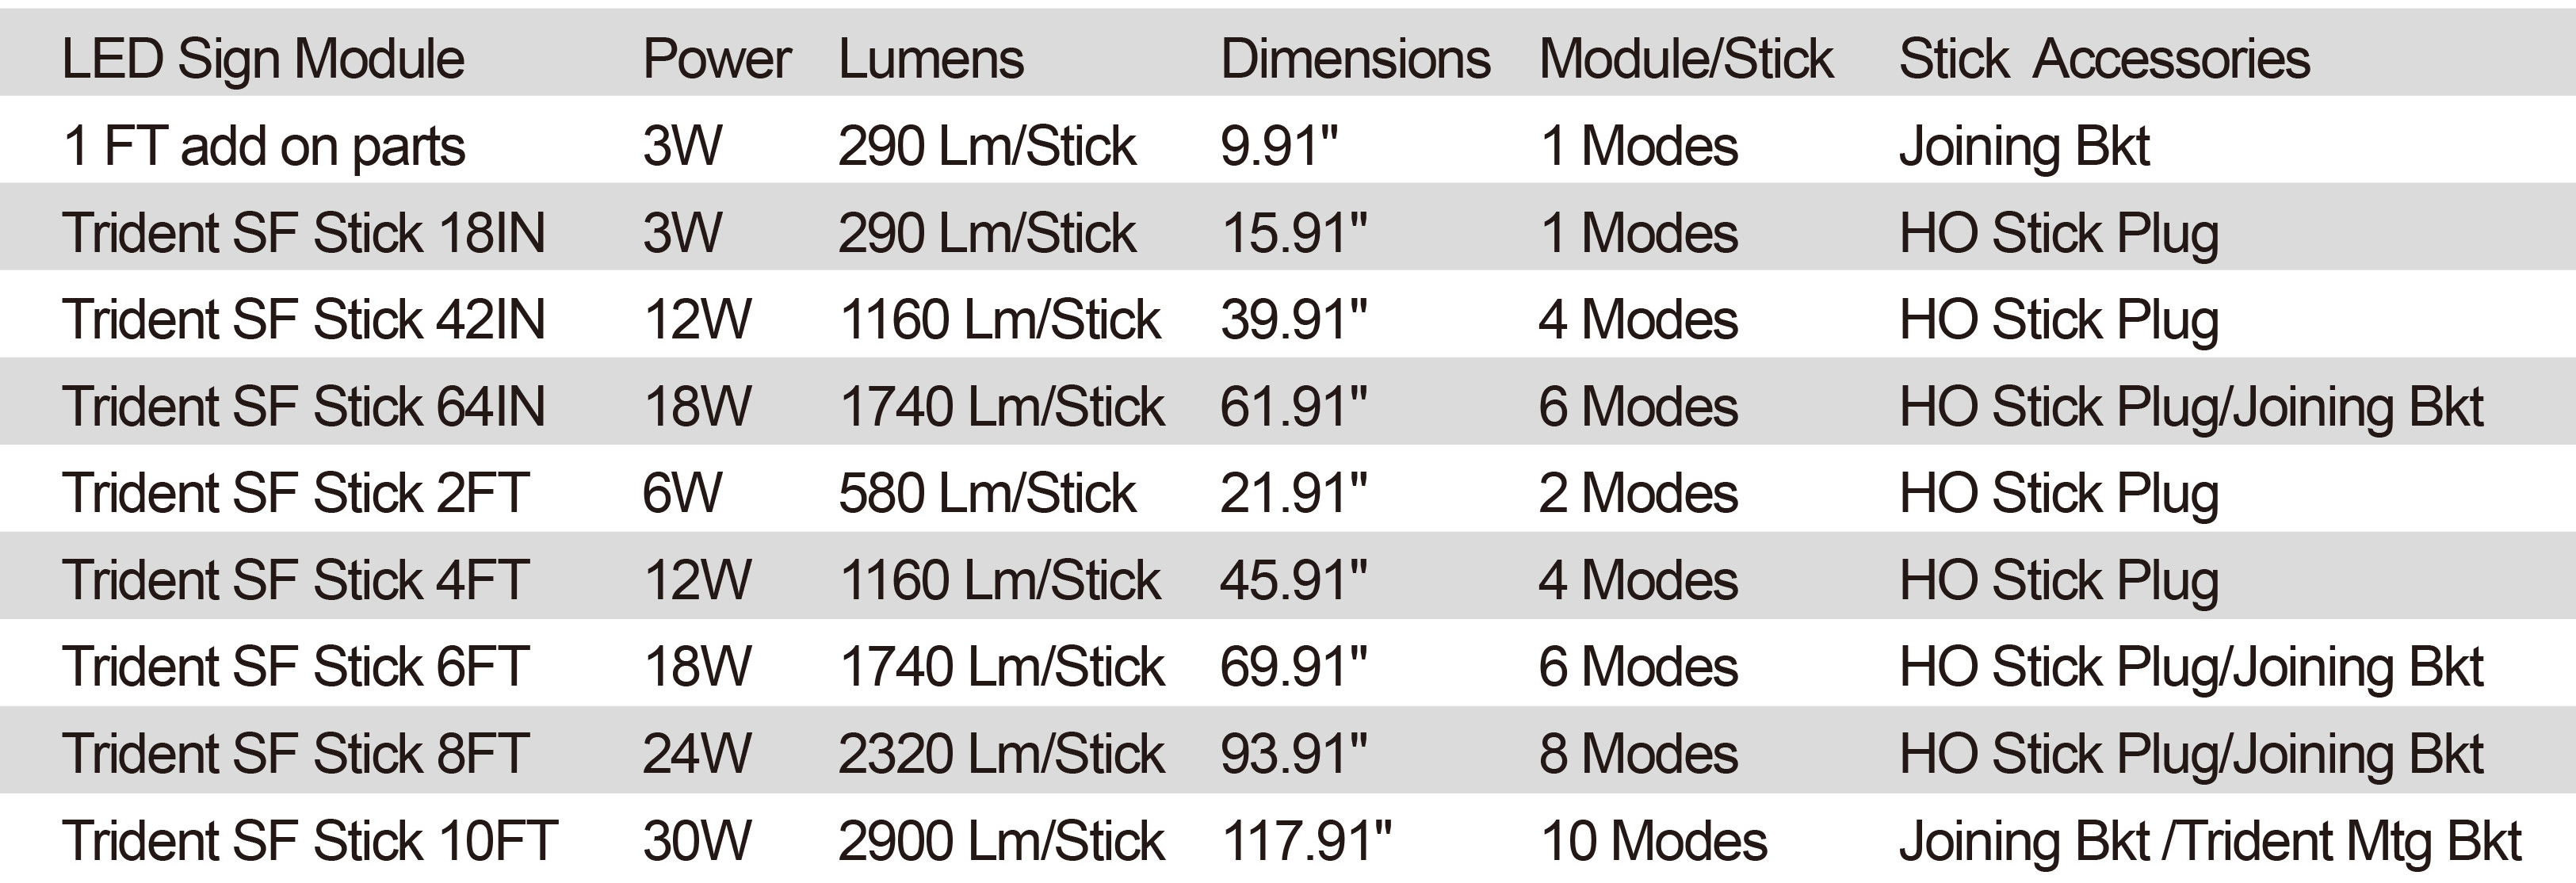 LED Sign Module Power Lumens Dimensions Module/Stick Stick Accessories
1 FT add on parts 3W 290 Lm/Stick 9.91" 1 Modes Joining Bkt
Trident SF Stick 18IN 3W 290 Lm/Stick 15.91" 1 Modes HO Stick Plug
Trident SF Stick 42IN 12W 1160 Lm/Stick 39.91" 4 Modes HO Stick Plug
Trident SF Stick 64IN 18W 1740 Lm/Stick 61.91" 6 Modes HO Stick Plug/Joining Bkt
Trident SF Stick 2FT 6W 580 Lm/Stick 21.91" 2 Modes HO Stick Plug
Trident SF Stick 4FT 12W 1160 Lm/Stick 45.91" 4 Modes HO Stick Plug
Trident SF Stick 6FT 18W 1740 Lm/Stick 69.91" 6 Modes HO Stick Plug/Joining Bkt
Trident SF Stick 8FT 24W 2320 Lm/Stick 93.91" 8 Modes HO Stick Plug/Joining Bkt
Trident SF Stick 10FT 30W 2900 Lm/Stick 117.91" 10 Modes Joining Bkt /Trident Mtg Bkt